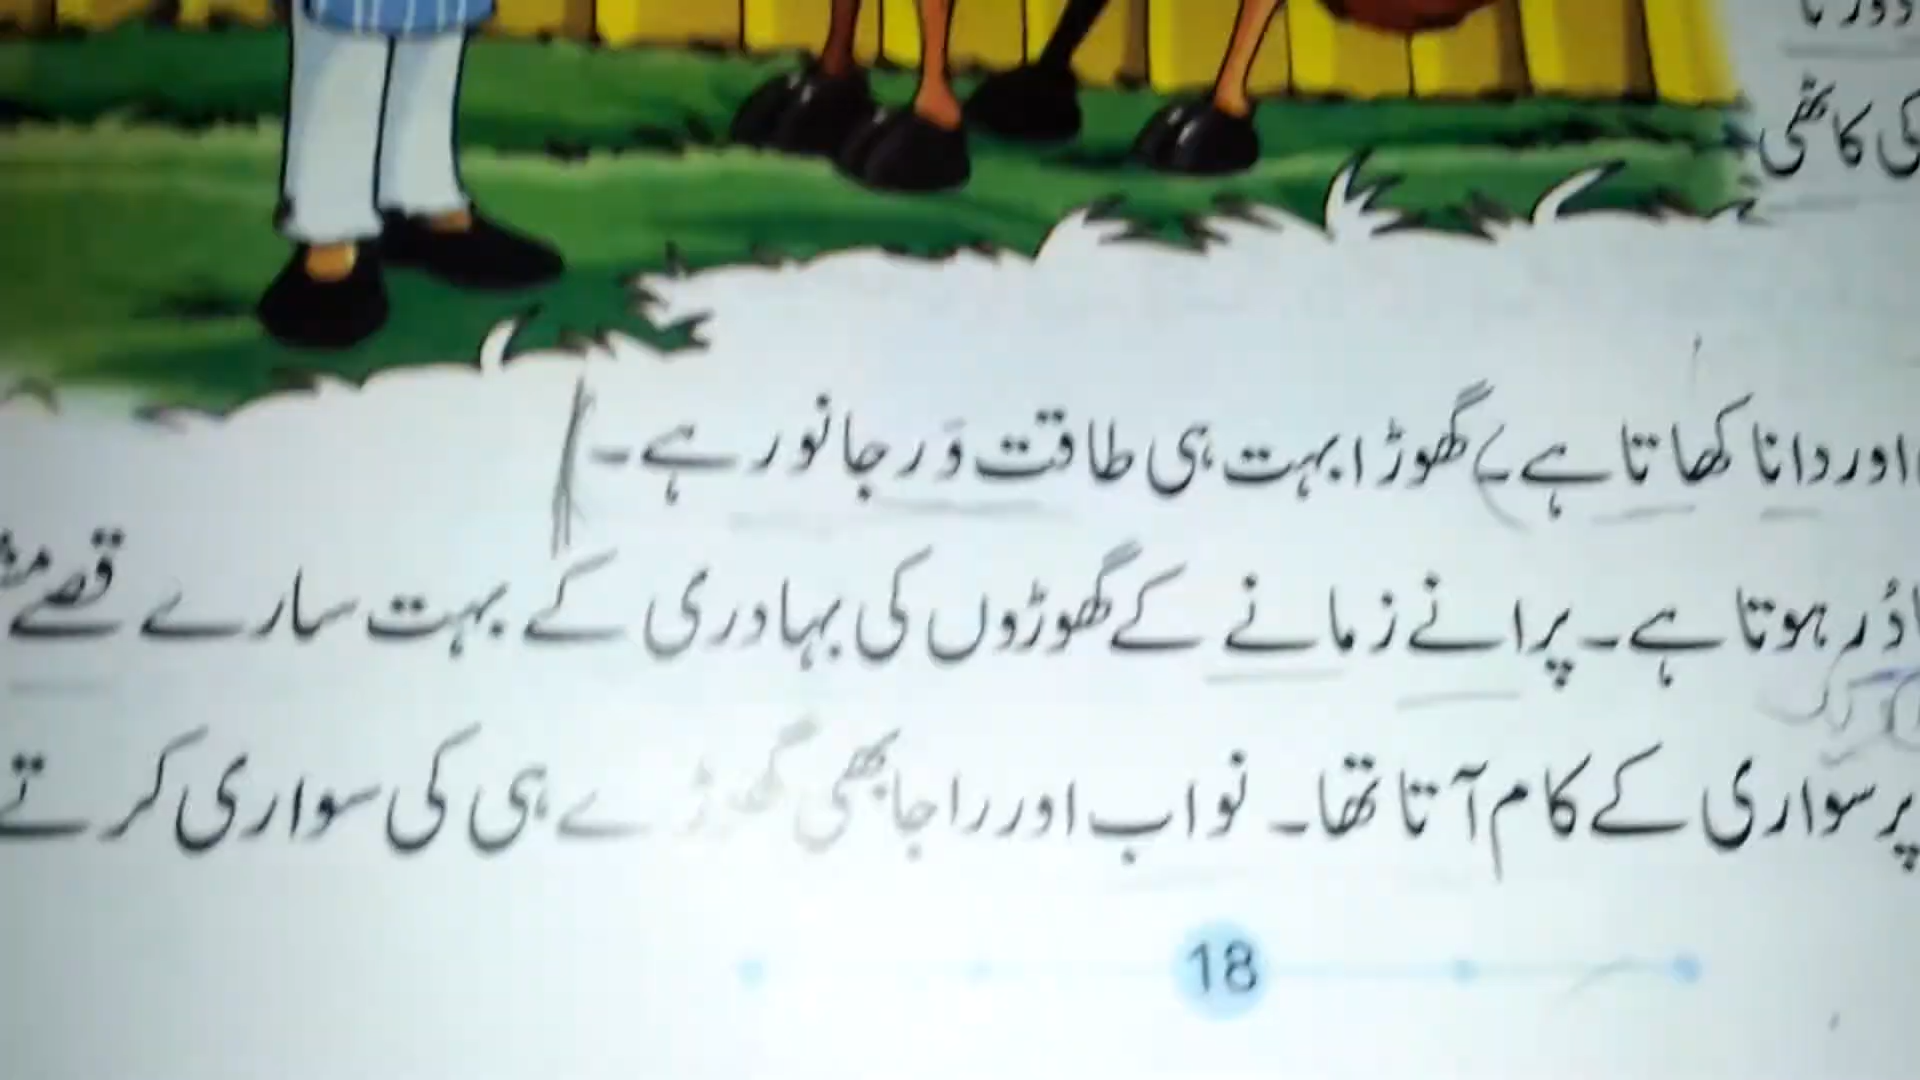 کی کاٹھی
اور دانا کھاتا ہے گھوڑا بہت ہی طاقت وَر جانور ہے۔
ہوتا ہے۔ پرانے زمانے کے گھوڑوں کی بہادری کے بہت سارے قصے
پر سواری کے کام آتا تھا۔ نواب اور راجا بھی گھوڑے ہی کی سواری کرتے
18